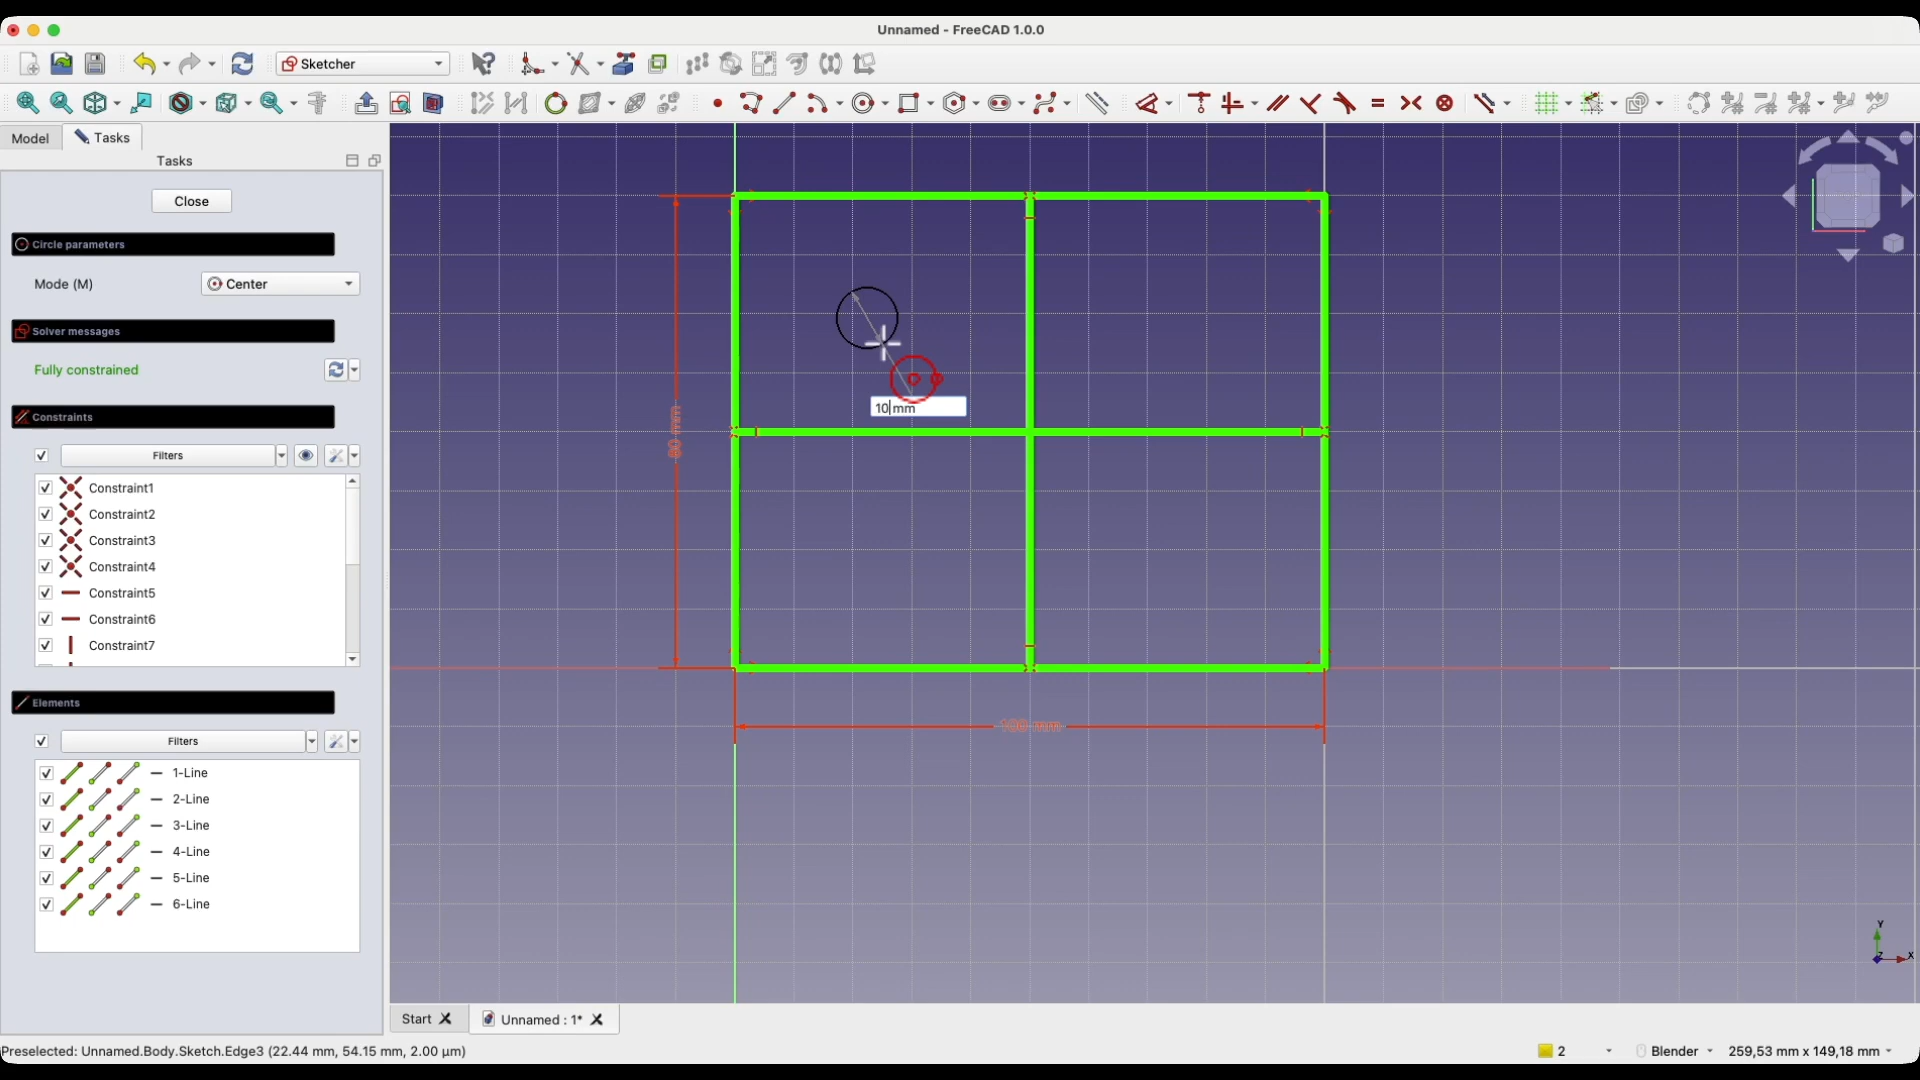 Unnamed - FreeCAD 1.0.0
Sketcher
Model
Tasks
Tasks
Close
Circle parameters
Mode (M)
Center
Solver messages
Fully constrained
Constraints
Filters
Constraint1
Constraint2
Constraint3
Constraint4
Constraint5
Constraint6
Constraint7
Elements
Filters
1-Line
2-Line
3-Line
4-Line
5-Line
6-Line
80 mm
10 mm
100 mm
Y
Z
X
Start
Unnamed : 1*
Preselected: Unnamed.Body.Sketch.Edge3 (22.44 mm, 54.15 mm, 2.00 µm)
2
Blender
259,53 mm x 149,18 mm